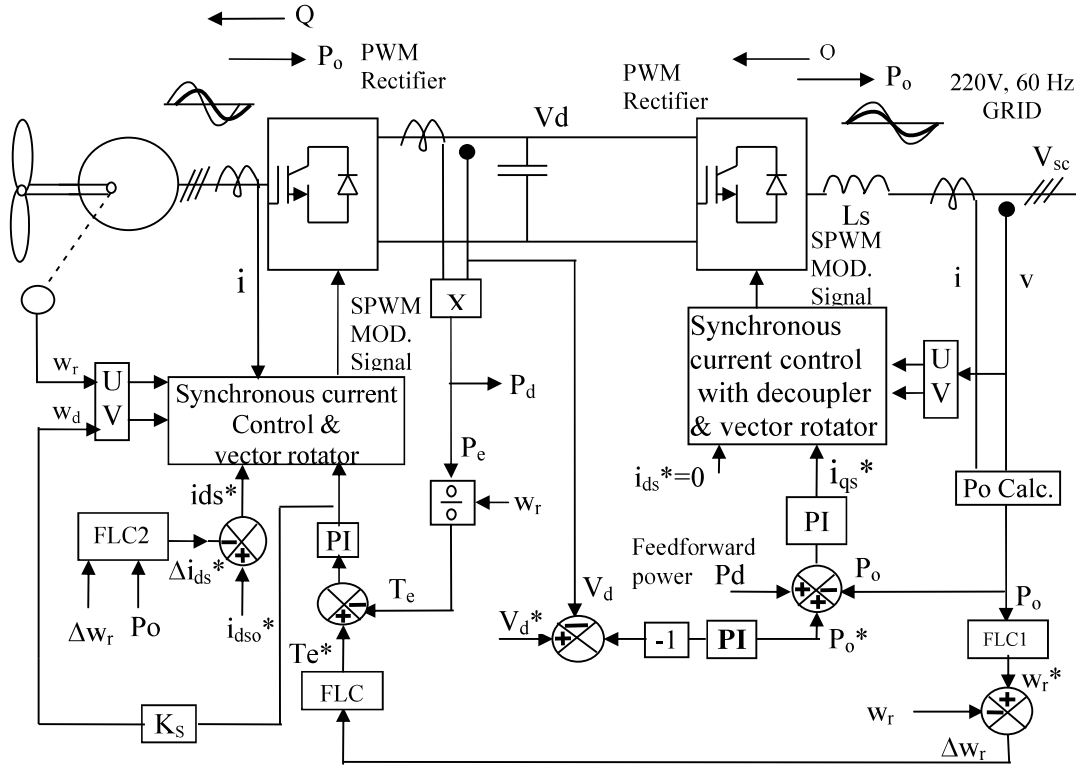 Q
Po
PWM
Rectifier
PWM
Rectifier
Q
Po
220V, 60 Hz
GRID
Vd
Vsc
Ls
i
SPWM
MOD.
Signal
X
SPWM
MOD.
Signal
i
v
wr
wd
U
V
Synchronous current
Control &
vector rotator
Pd
Synchronous
current control
with decoupler
& vector rotator
U
V
Pe
ids*
÷
wr
ids*=0
iqs*
Po Calc.
FLC2
Δids*
PI
PI
Feedforward
power
Pd
Po
Δwr
Po
idso*
Te
Vd
Po
Vd*
-1
PI
Po*
FLC1
Te*
FLC
wr*
wr
KS
Δwr